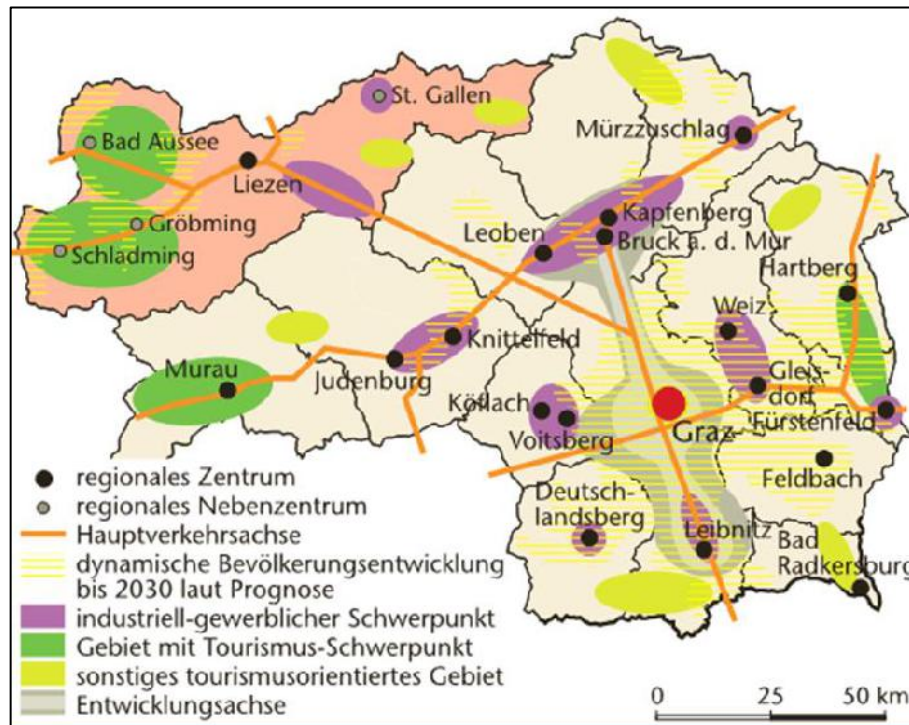 St. Gallen
Bad Aussee
Mürzzuschlag
Liezen
Gröbming
Kapfenberg
Leoben
Bruck a. d. Mur
Schladming
Hartberg
Weiz
Knittelfeld
Murau
Judenburg
Gleis-
dorf
Köflach
Fürstenfeld
Voitsberg
Graz
Feldbach
Deutsch-
landsberg
Leibnitz
Bad
Radkersburg
regionales Zentrum
regionales Nebenzentrum
Hauptverkehrsachse
dynamische Bevölkerungsentwicklung
bis 2030 laut Prognose
industriell-gewerblicher Schwerpunkt
Gebiet mit Tourismus-Schwerpunkt
sonstiges tourismusorientiertes Gebiet
Entwicklungsachse
0 25 50 km